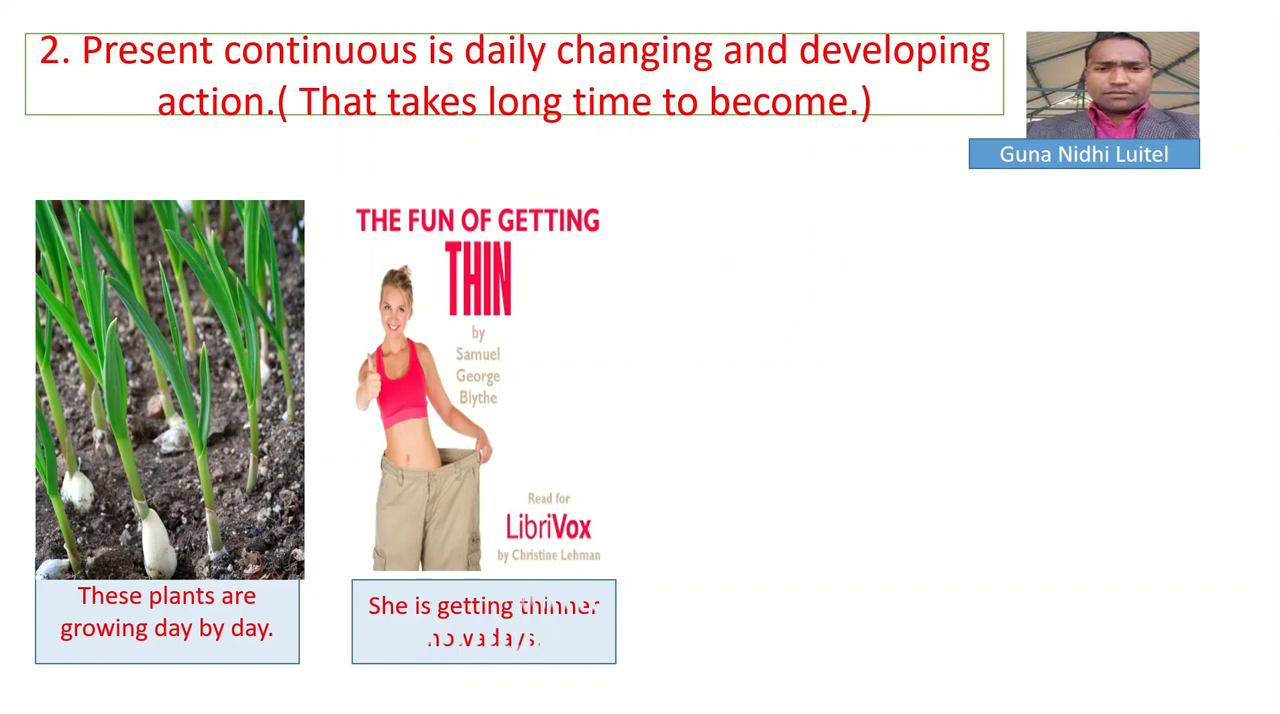 2. Present continuous is daily changing and developing
action.( That takes long time to become.)
Guna Nidhi Luitel
THE FUN OF GETTING
THIN
by
Samuel
George
Blythe
Read for
LibriVox
by Christine Lehman
These plants are
growing day by day.
She is getting thinner
nowadays.